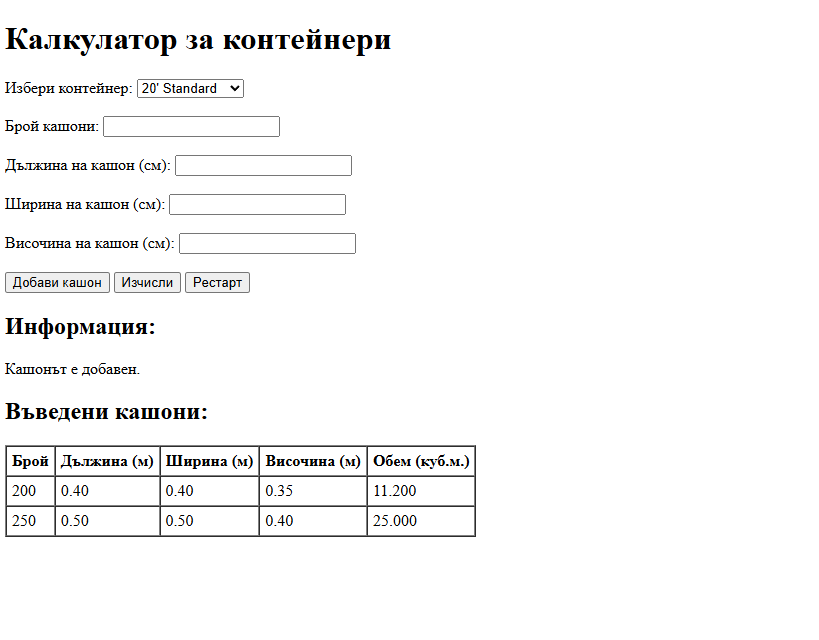 Калкулатор за контейнери
Избери контейнер: 20' Standard
Брой кашони:
Дължина на кашон (см):
Ширина на кашон (см):
Височина на кашон (см):
Добави кашон Изчисли Рестарт
Информация:
Кашонът е добавен.
Въведени кашони:
Брой Дължина (м) Ширина (м) Височина (м) Обем (куб.м.)
200 0.40 0.40 0.35 11.200
250 0.50 0.50 0.40 25.000